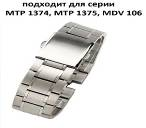 подходит для серии
MTP 1374, MTP 1375, MDV 106